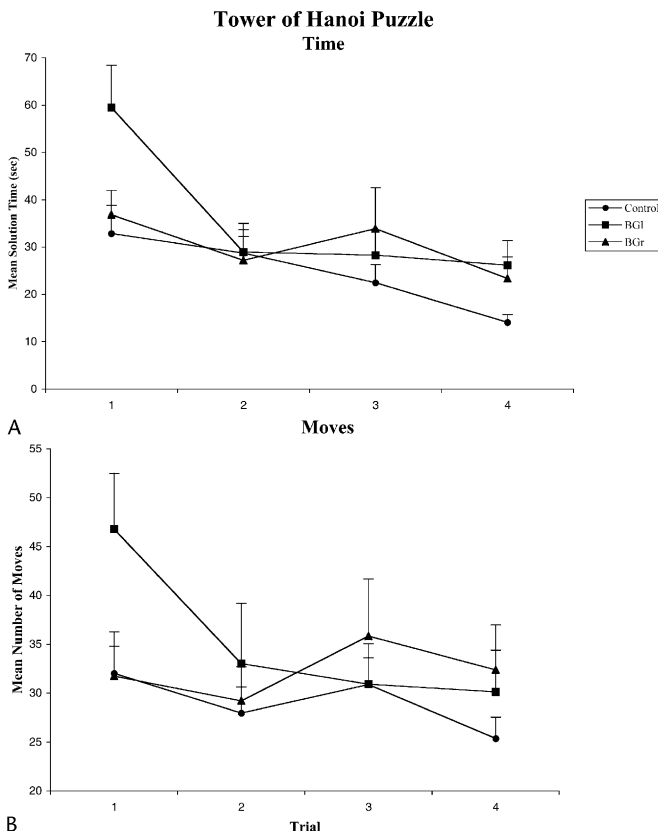 Tower of Hanoi Puzzle
Time
70
60
50
40
30
20
10
0
Mean Solution Time (sec)
1 2 3 4
Control
BGl
BGr
A
Moves
55
50
45
40
35
30
25
20
Mean Number of Moves
1 2 3 4
B
Trial